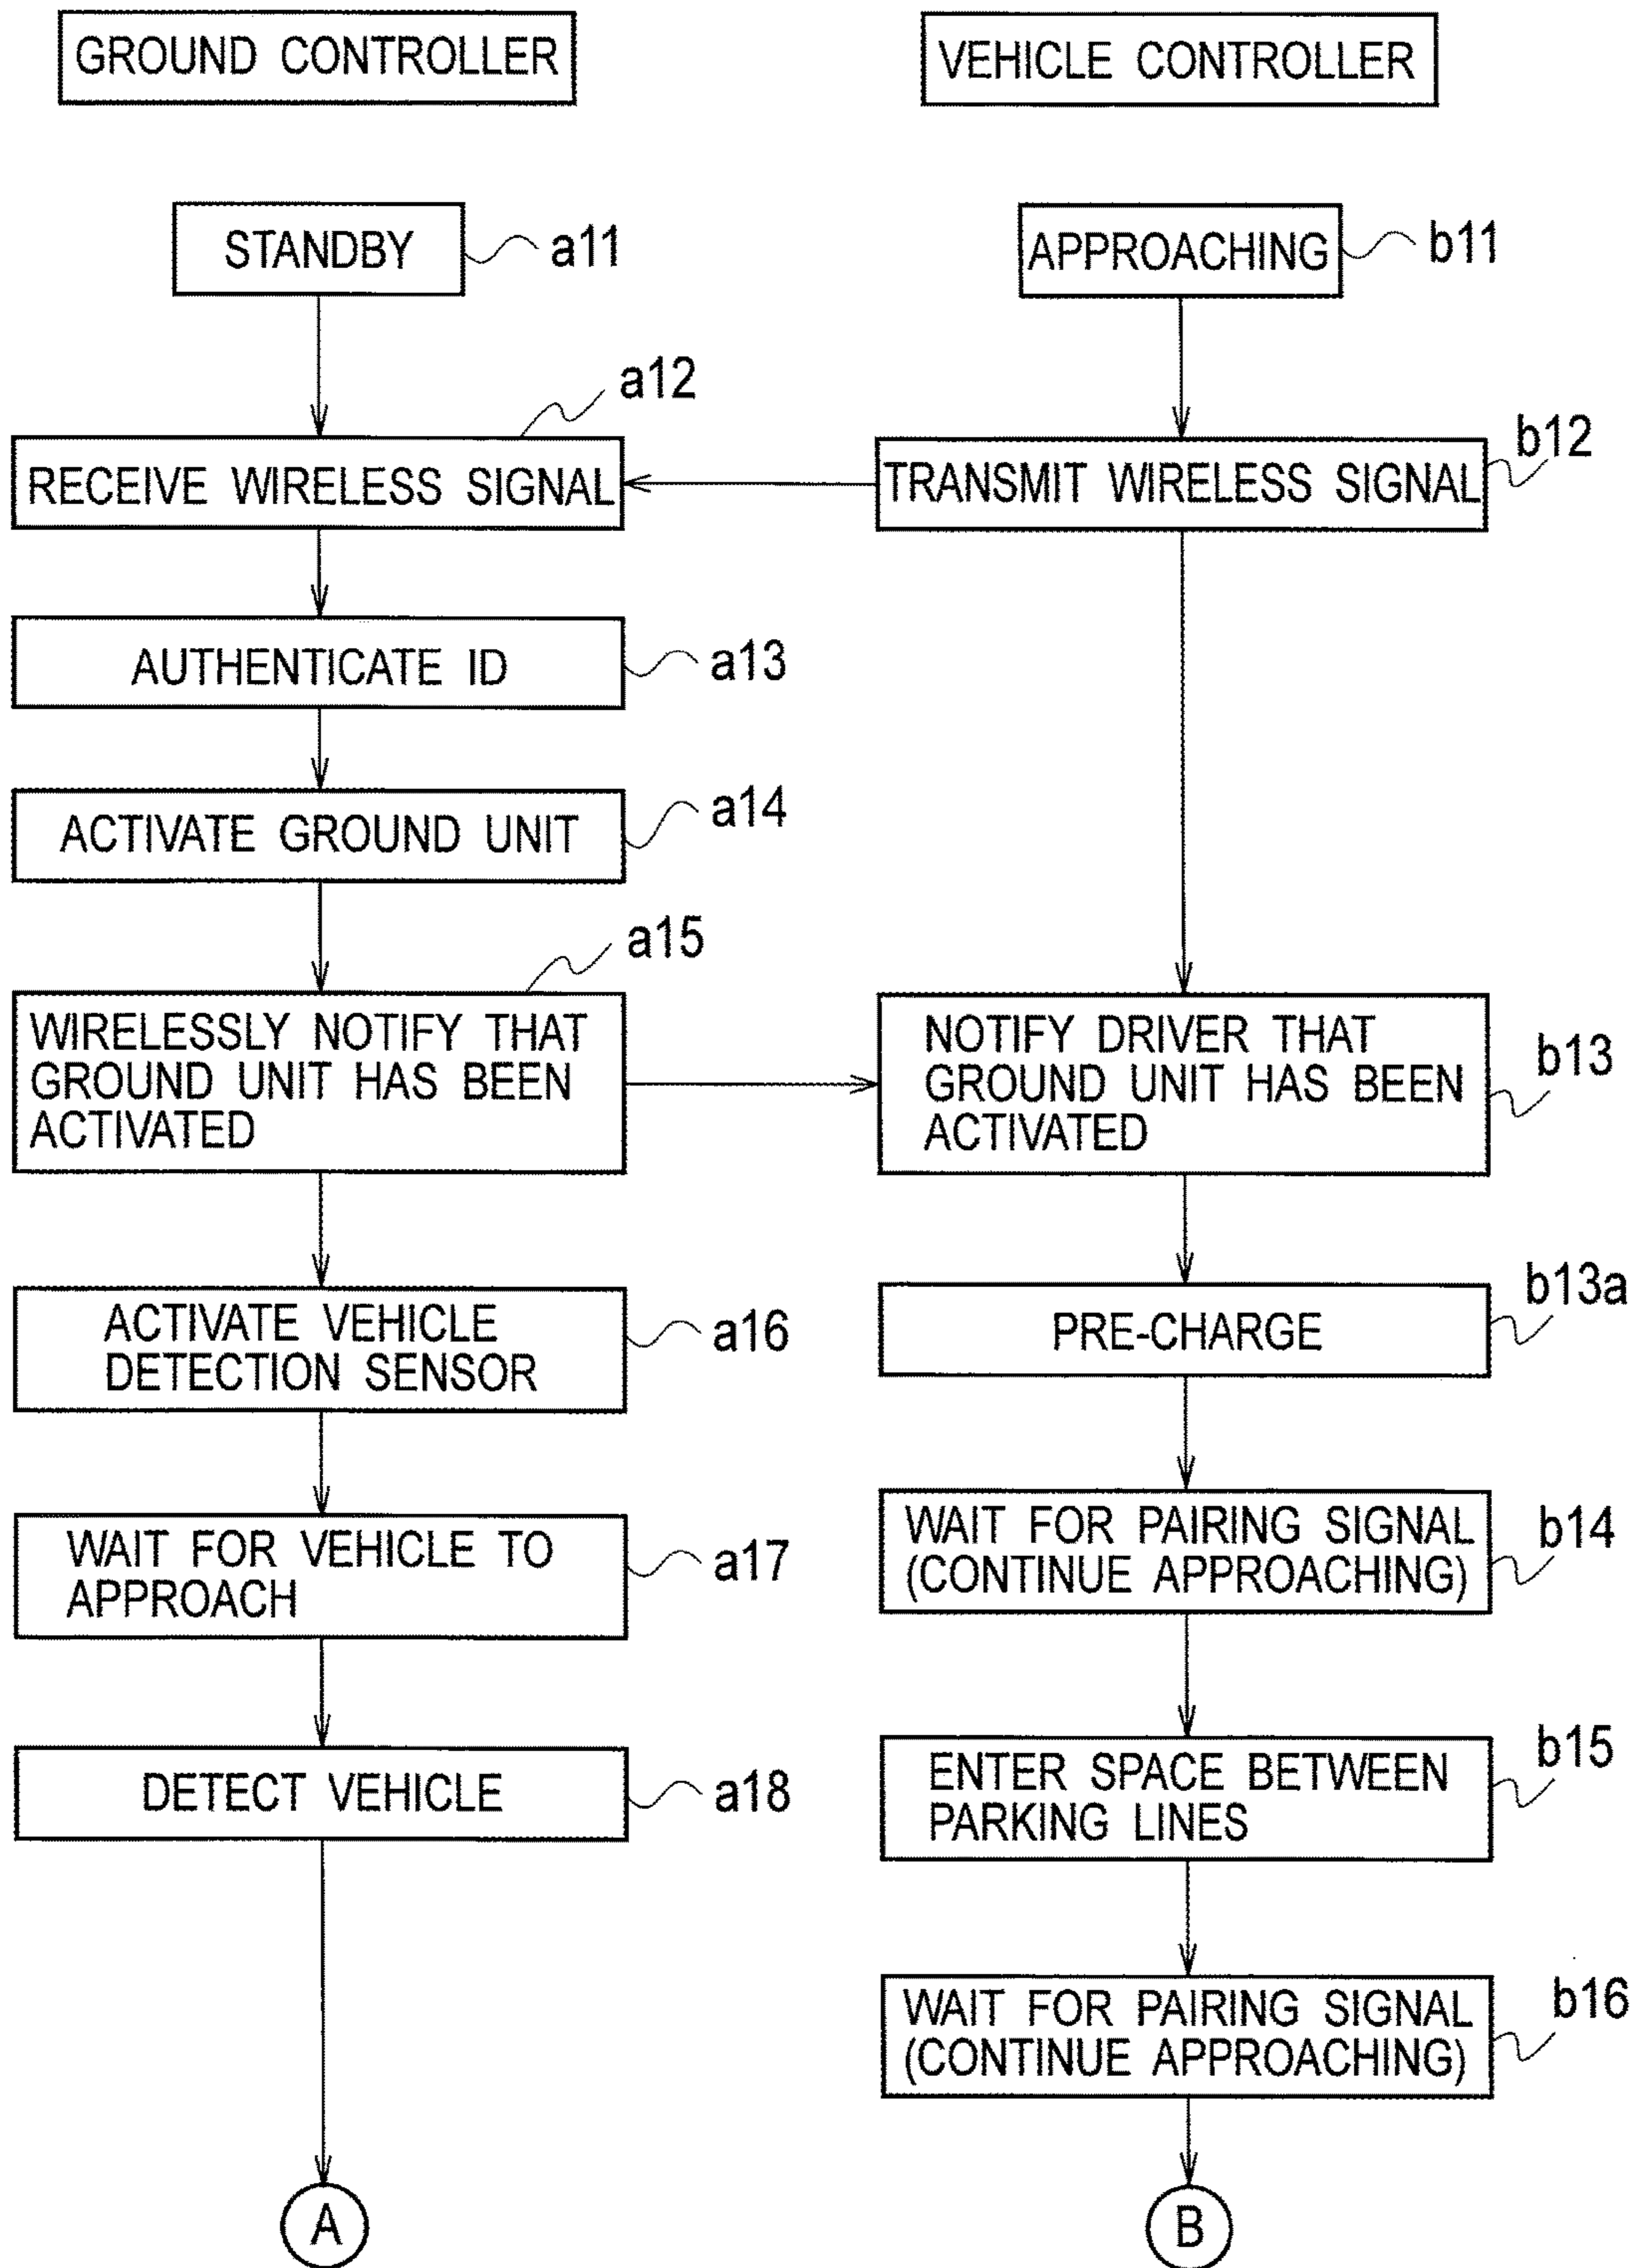 GROUND CONTROLLER
VEHICLE CONTROLLER
STANDBY
a11
APPROACHING
b11
a12
RECEIVE WIRELESS SIGNAL
TRANSMIT WIRELESS SIGNAL
b12
AUTHENTICATE ID
a13
ACTIVATE GROUND UNIT
a14
a15
WIRELESSLY NOTIFY THAT
GROUND UNIT HAS BEEN
ACTIVATED
NOTIFY DRIVER THAT
GROUND UNIT HAS BEEN
ACTIVATED
b13
ACTIVATE VEHICLE
DETECTION SENSOR
a16
PRE-CHARGE
b13a
WAIT FOR VEHICLE TO
APPROACH
a17
WAIT FOR PAIRING SIGNAL
(CONTINUE APPROACHING)
b14
DETECT VEHICLE
a18
ENTER SPACE BETWEEN
PARKING LINES
b15
WAIT FOR PAIRING SIGNAL
(CONTINUE APPROACHING)
b16
A
B